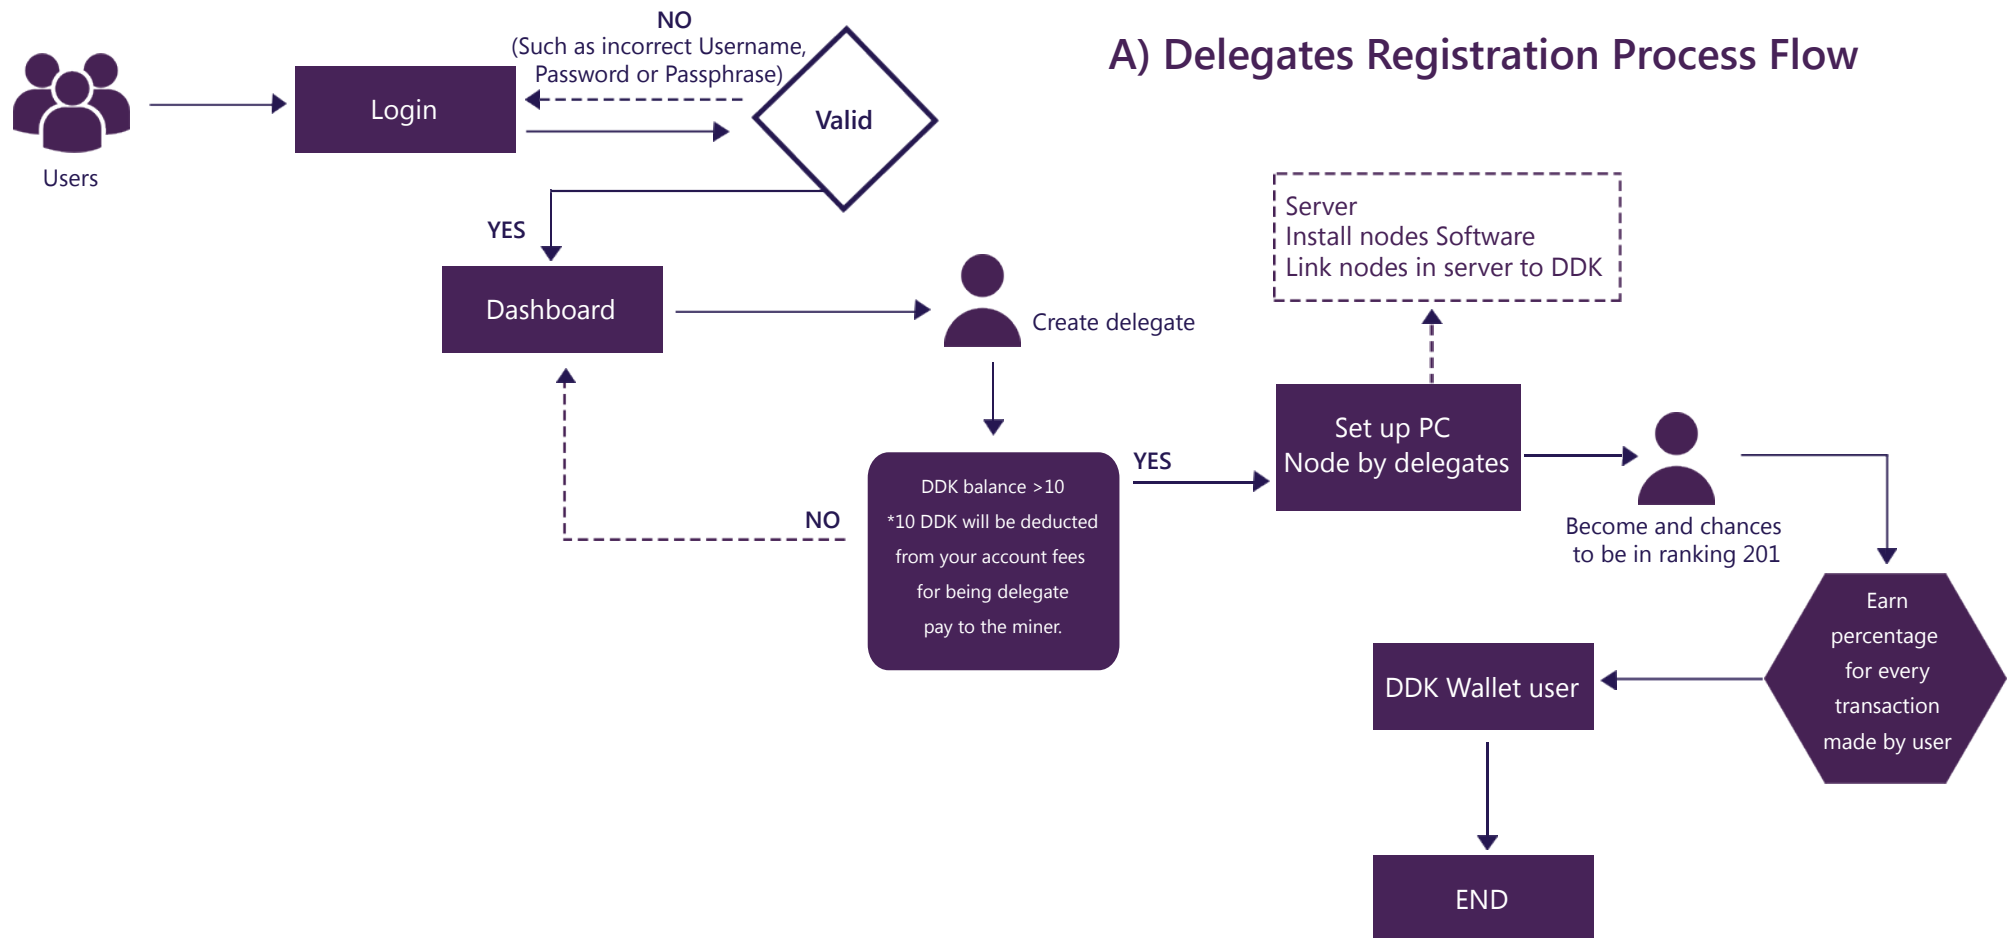 A) Delegates Registration Process Flow
Users
Login
NO
(Such as incorrect Username,
Password or Passphrase)
Valid
YES
Dashboard
Create delegate
DDK balance >10
*10 DDK will be deducted
from your account fees
for being delegate
pay to the miner.
NO
YES
Server
Install nodes Software
Link nodes in server to DDK
Set up PC
Node by delegates
Become and chances
to be in ranking 201
Earn
percentage
for every
transaction
made by user
DDK Wallet user
END